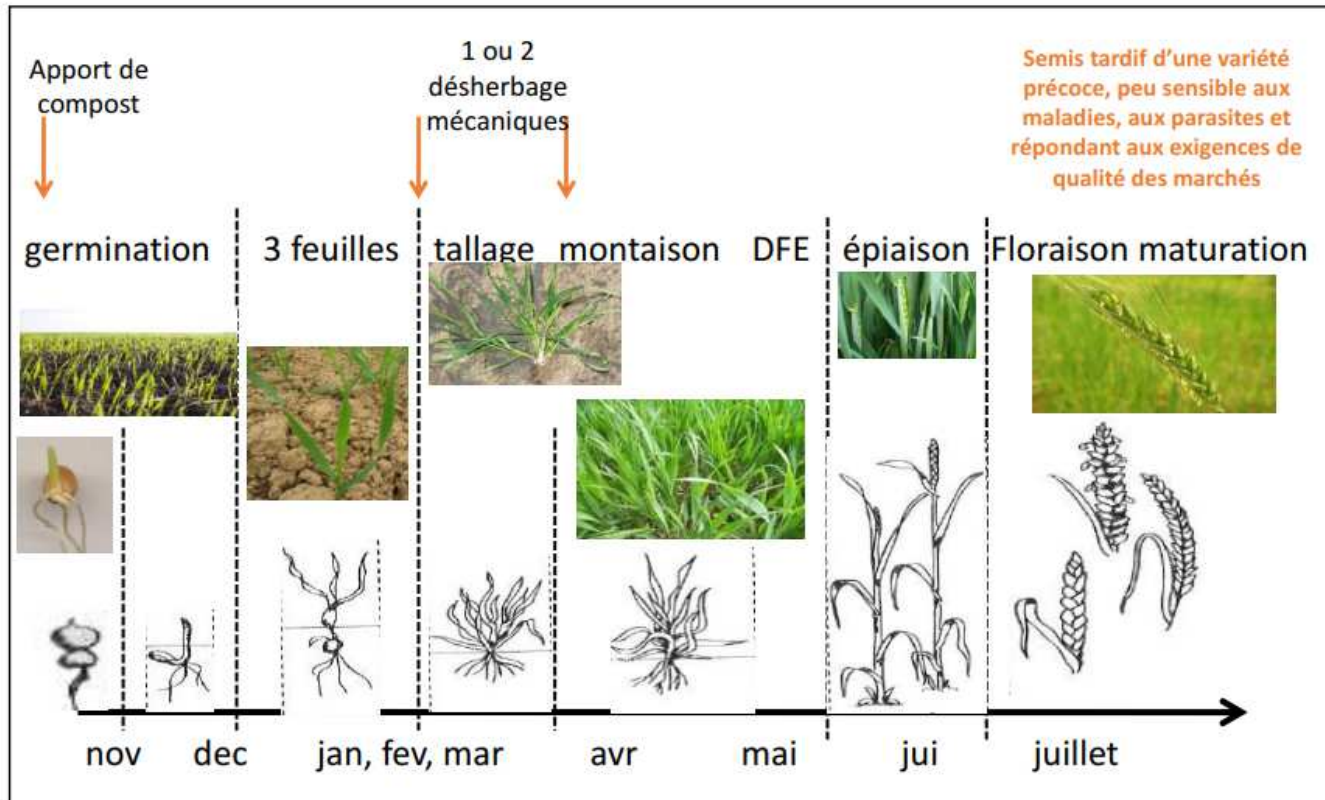 Apport de
compost
1 ou 2
désherbage
mécaniques
Semis tardif d'une variété
précoce, peu sensible aux
maladies, aux parasites et
répondant aux exigences de
qualité des marchés
germination
3 feuilles
tallage
montaison
DFE
épiaison
Floraison maturation
nov
dec
jan, fev, mar
avr
mai
jui
juillet